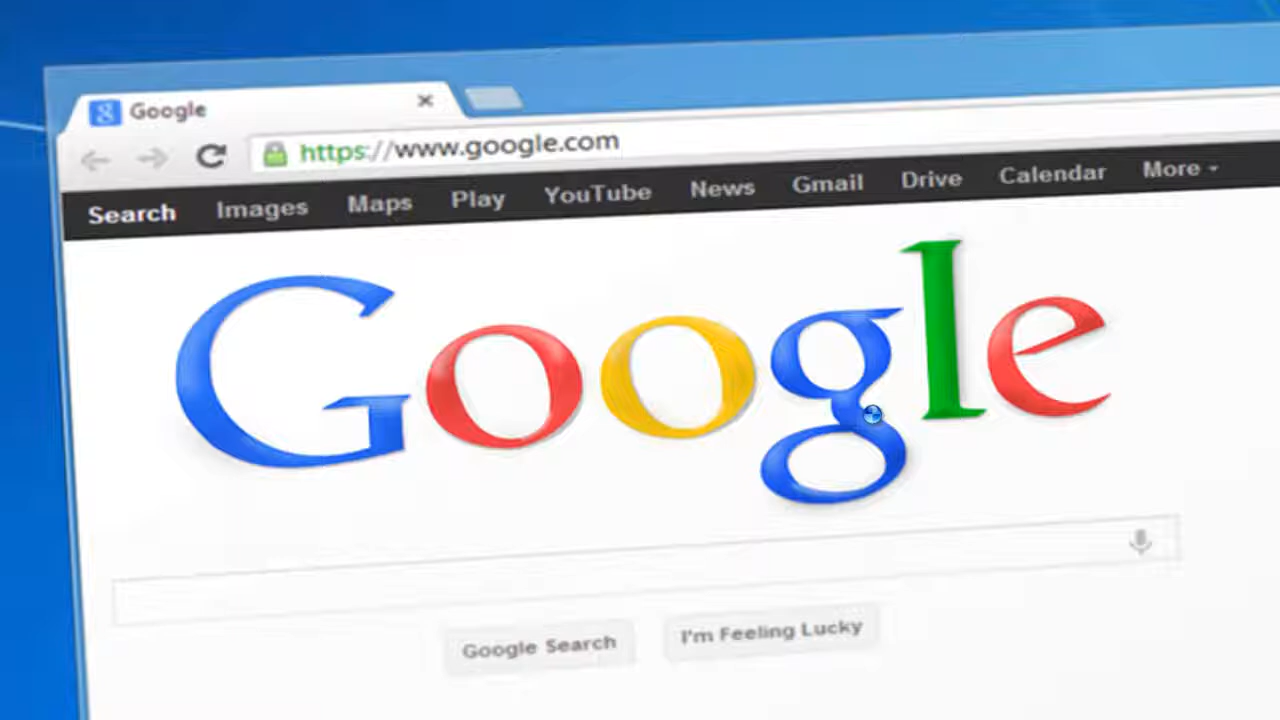 Google
https://www.google.com
Search Images Maps Play YouTube News Gmail Drive Calendar More
Google
Google Search I'm Feeling Lucky